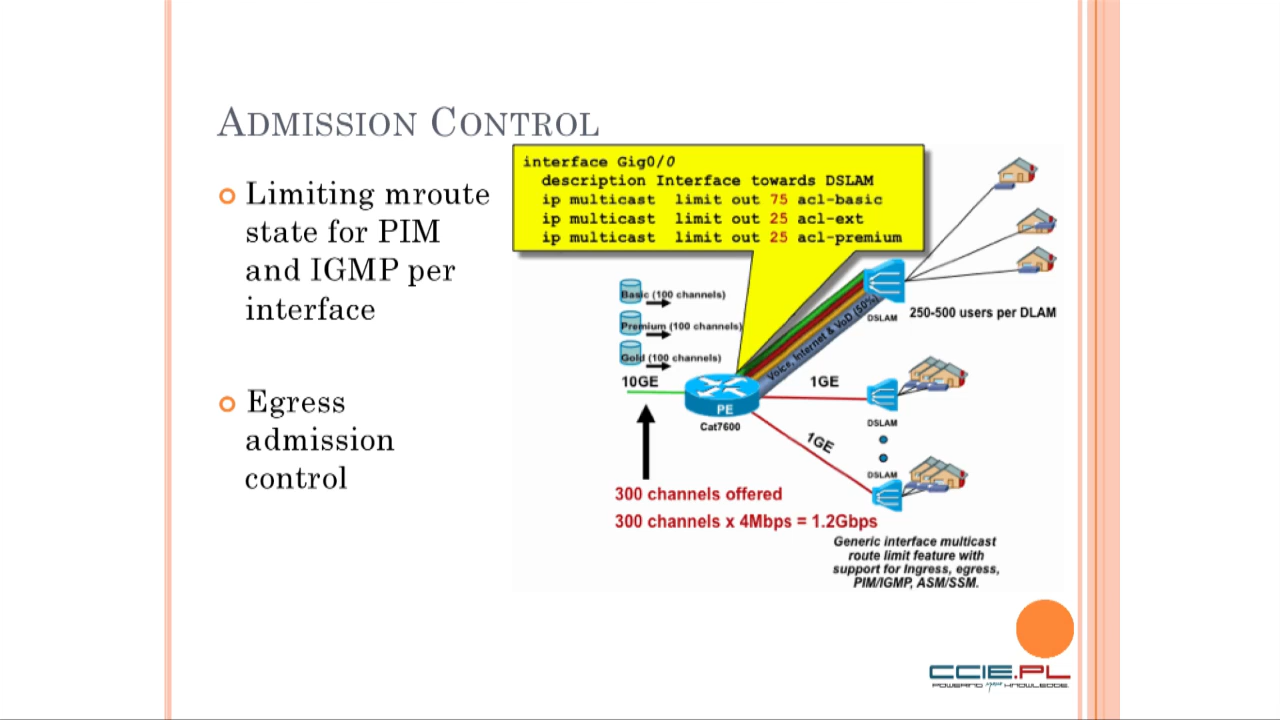 ADMISSION CONTROL
Limiting mroute
state for PIM
and IGMP per
interface
Egress
admission
control
interface Gig0/0
description Interface towards DSLAM
ip multicast limit out 75 acl-basic
ip multicast limit out 25 acl-ext
ip multicast limit out 25 acl-premium
Basic (100 channels)
Premium (100 channels)
Gold (100 channels)
10GE
PE
Cat7600
Voice, Internet & VoD (50%)
DSLAM
250-500 users per DLAM
1GE
DSLAM
1GE
DSLAM
300 channels offered
300 channels x 4Mbps = 1.2Gbps
Generic interface multicast
route limit feature with
support for Ingress, egress,
PIM/IGMP, ASM/SSM.
CCIE.PL
POWERING your KNOWLEDGE